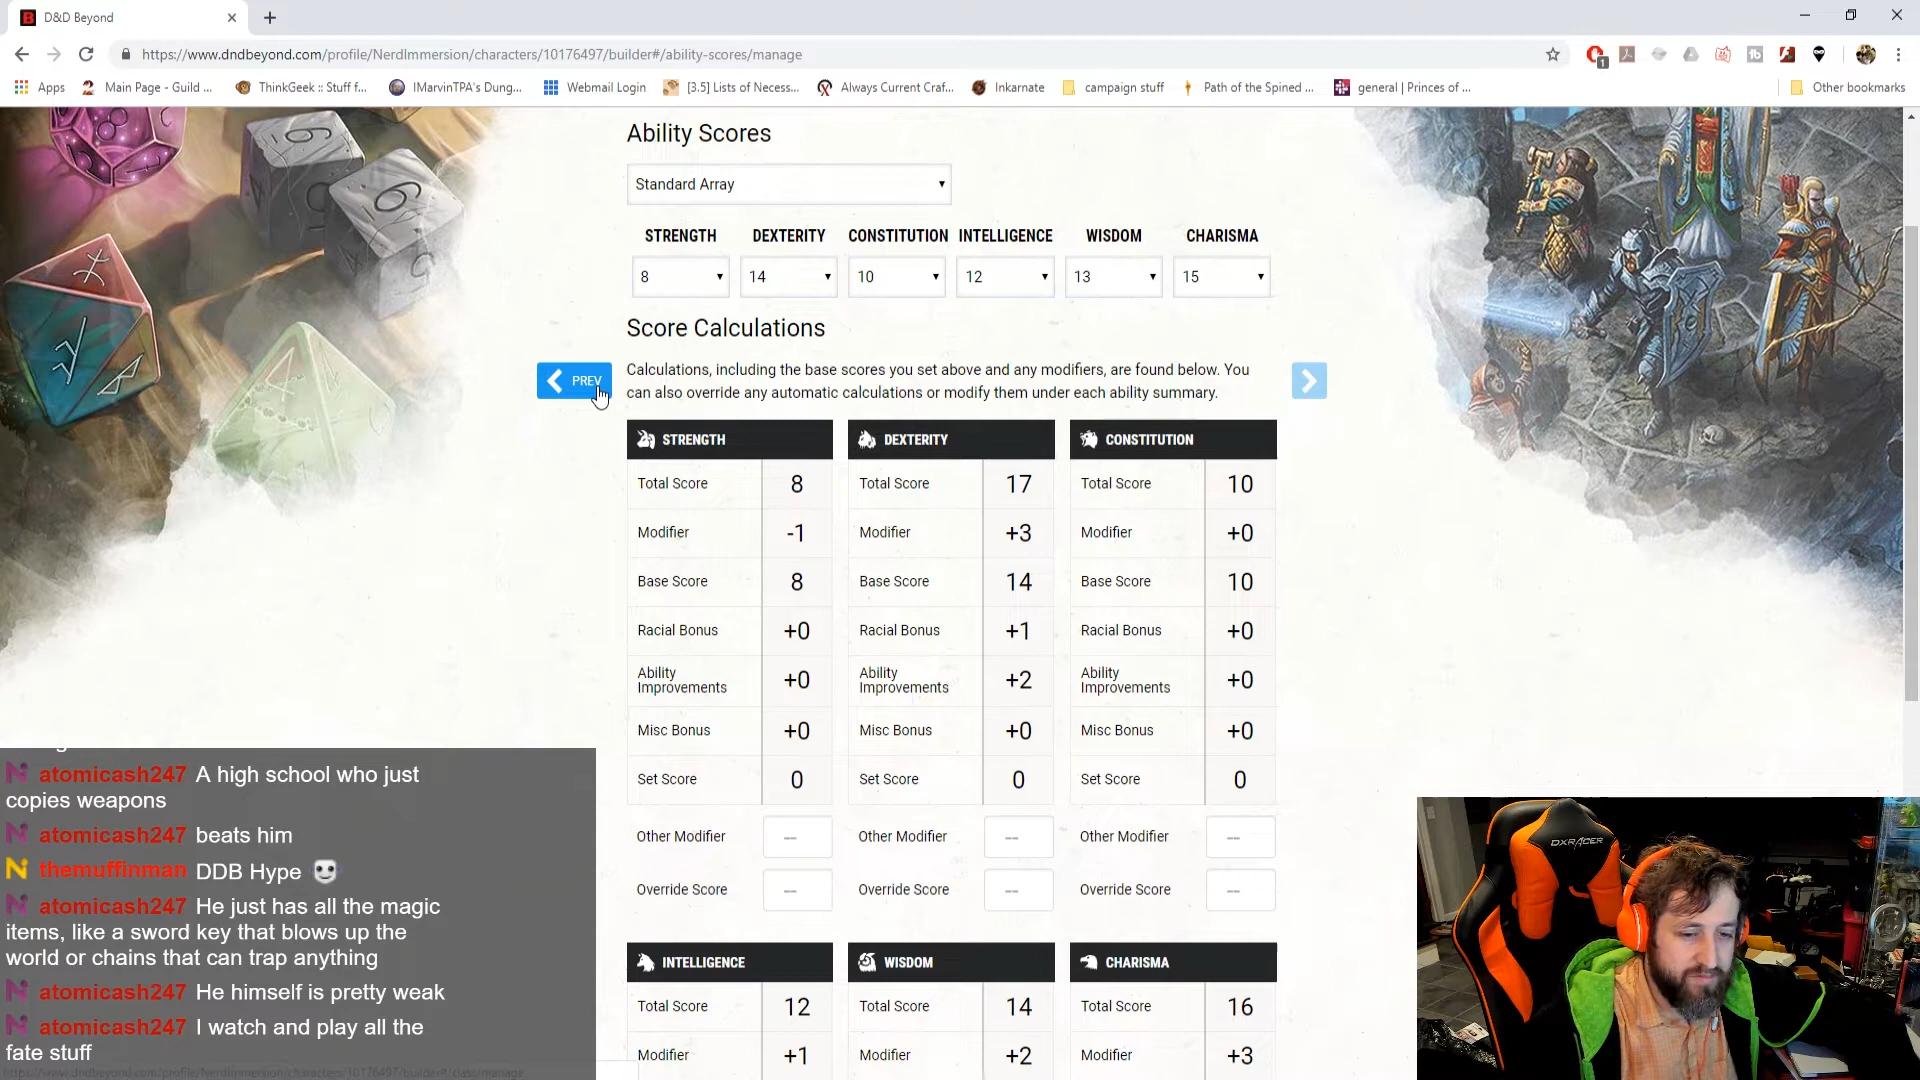 D&D Beyond
https://www.dndbeyond.com/profile/NerdImmersion/characters/10176497/builder#/ability-scores/manage
1
Apps Main Page - Guild ... ThinkGeek :: Stuff f... IMarvinTPA's Dung... Webmail Login [3.5] Lists of Necess... Always Current Craf... Inkarnate campaign stuff Path of the Spined ... general | Princes of ... Other bookmarks
Ability Scores
Standard Array
STRENGTH DEXTERITY CONSTITUTION INTELLIGENCE WISDOM CHARISMA
8 14 10 12 13 15
Score Calculations
PREV
Calculations, including the base scores you set above and any modifiers, are found below. You
can also override any automatic calculations or modify them under each ability summary.
STRENGTH DEXTERITY CONSTITUTION
Total Score 8 Total Score 17 Total Score 10
Modifier -1 Modifier +3 Modifier +0
Base Score 8 Base Score 14 Base Score 10
Racial Bonus +0 Racial Bonus +1 Racial Bonus +0
Ability Improvements +0 Ability Improvements +2 Ability Improvements +0
Misc Bonus +0 Misc Bonus +0 Misc Bonus +0
Set Score 0 Set Score 0 Set Score 0
Other Modifier -- Other Modifier -- Other Modifier --
Override Score -- Override Score -- Override Score --
INTELLIGENCE WISDOM CHARISMA
Total Score 12 Total Score 14 Total Score 16
Modifier +1 Modifier +2 Modifier +3
atomicash247 A high school who just
copies weapons
atomicash247 beats him
themuffinman DDB Hype
atomicash247 He just has all the magic
items, like a sword key that blows up the
world or chains that can trap anything
atomicash247 He himself is pretty weak
atomicash247 I watch and play all the
fate stuff
https://www.dndbeyond.com/profile/NerdImmersion/characters/10176497/builder#/class/manage
DXRACER